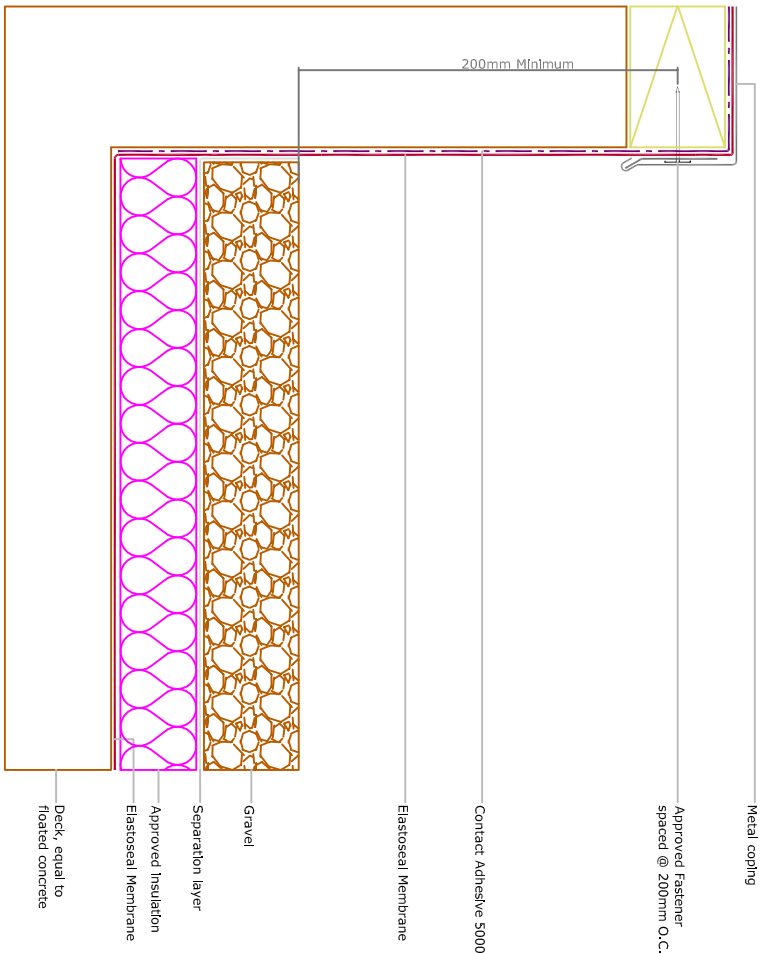 200mm Minimum
Metal coping
Approved Fastener
spaced @ 200mm O.C.
Contact Adhesive 5000
Elastoseal Membrane
Gravel
Separation layer
Approved Insulation
Elastoseal Membrane
Deck, equal to
floated concrete